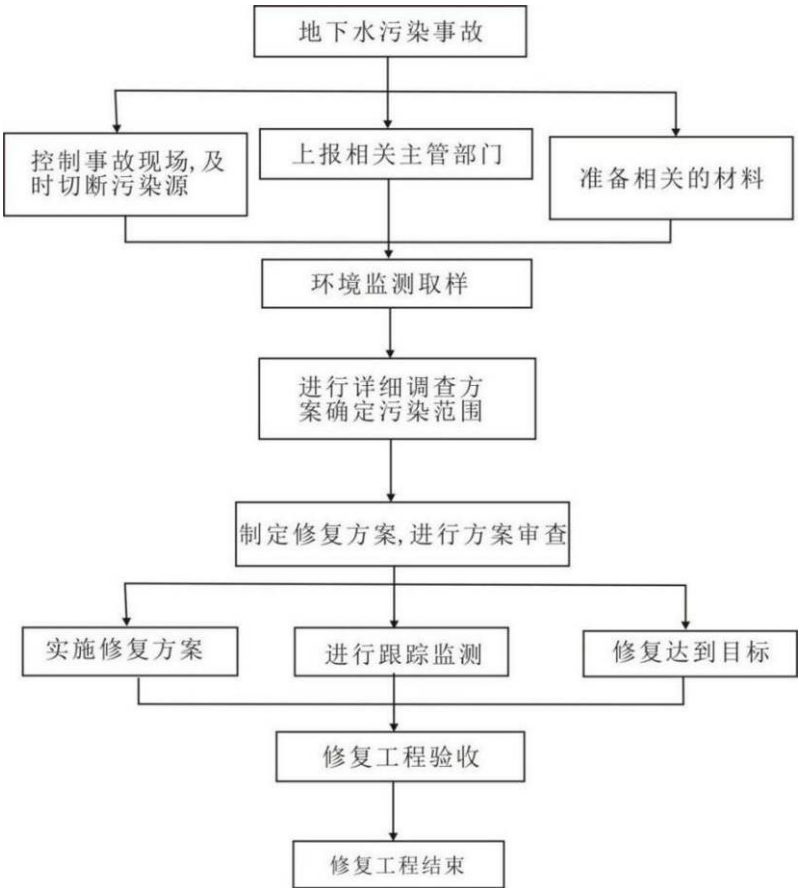 地下水污染事故
控制事故现场,及
时切断污染源
上报相关主管部门
准备相关的材料
环境监测取样
进行详细调查方
案确定污染范围
制定修复方案,进行方案审查
实施修复方案
进行跟踪监测
修复达到目标
修复工程验收
修复工程结束